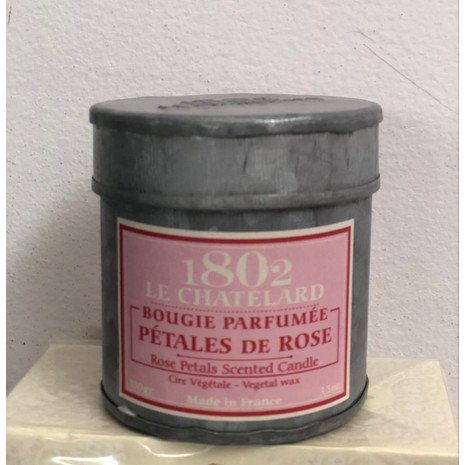 1802
LE CHATELARD
BOUGIE PARFUMÉE
PÉTALES DE ROSE
Rose Petals Scented Candle
Cire Végétale – Vegetal wax
Made in France